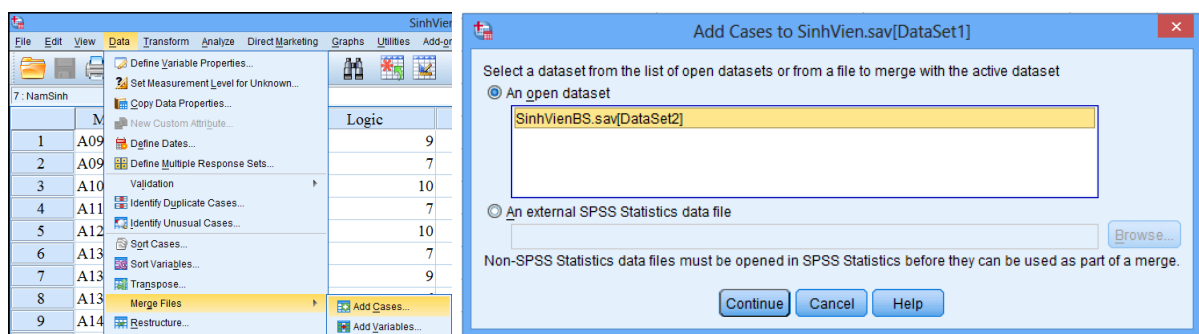 SinhVien
File Edit View Data Transform Analyze Direct Marketing Graphs Utilities Add-or
7 : NamSinh
Define Variable Properties...
Set Measurement Level for Unknown...
Copy Data Properties...
New Custom Attribute...
Define Dates...
Define Multiple Response Sets...
Validation
Identify Duplicate Cases...
Identify Unusual Cases...
Sort Cases...
Sort Variables...
Transpose...
Merge Files
Restructure...
Add Cases...
Add Variables...
M Logic
1 A09 9
2 A09 7
3 A10 10
4 A11 7
5 A12 10
6 A13 7
7 A13 9
8 A13
9 A14
Add Cases to SinhVien.sav[DataSet1]
Select a dataset from the list of open datasets or from a file to merge with the active dataset
An open dataset
SinhVienBS.sav[DataSet2]
An external SPSS Statistics data file
Browse...
Non-SPSS Statistics data files must be opened in SPSS Statistics before they can be used as part of a merge.
Continue Cancel Help